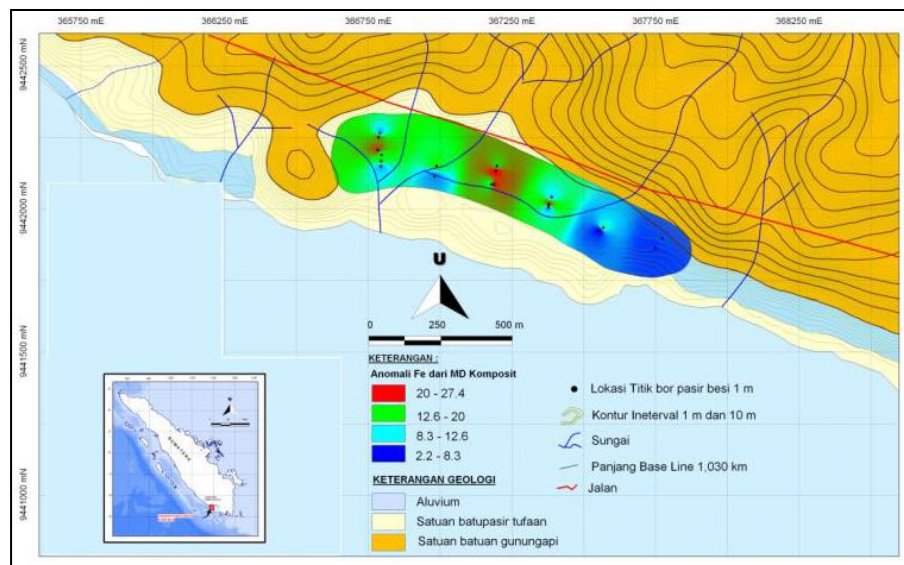 365750 mE 366250 mE 366750 mE 367250 mE 367750 mE 368250 mE
9442500 mN
9442000 mN
9441500 mN
9441000 mN
U
0 250 500 m
KETERANGAN :
Anomali Fe dari MD Komposit
20 - 27.4
12.6 - 20
8.3 - 12.6
2.2 - 8.3
KETERANGAN GEOLOGI
Aluvium
Satuan batupasir tufaan
Satuan batuan gunungapi
Lokasi Titik bor pasir besi 1 m
Kontur Ineterval 1 m dan 10 m
Sungai
Panjang Base Line 1,030 km
Jalan
SUMATERA